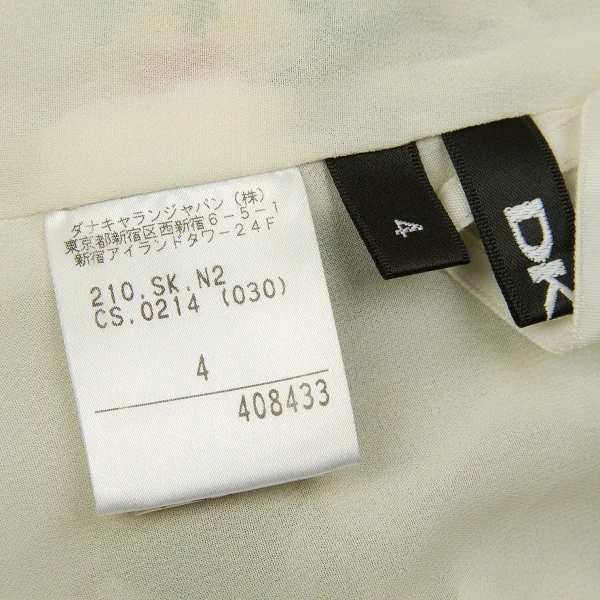 ダナキャランジャパン(株)
東京都新宿区西新宿6-5-1
新宿アイランドタワー24F
210.SK.N2
CS.0214 (030)
4
408433
4
DK